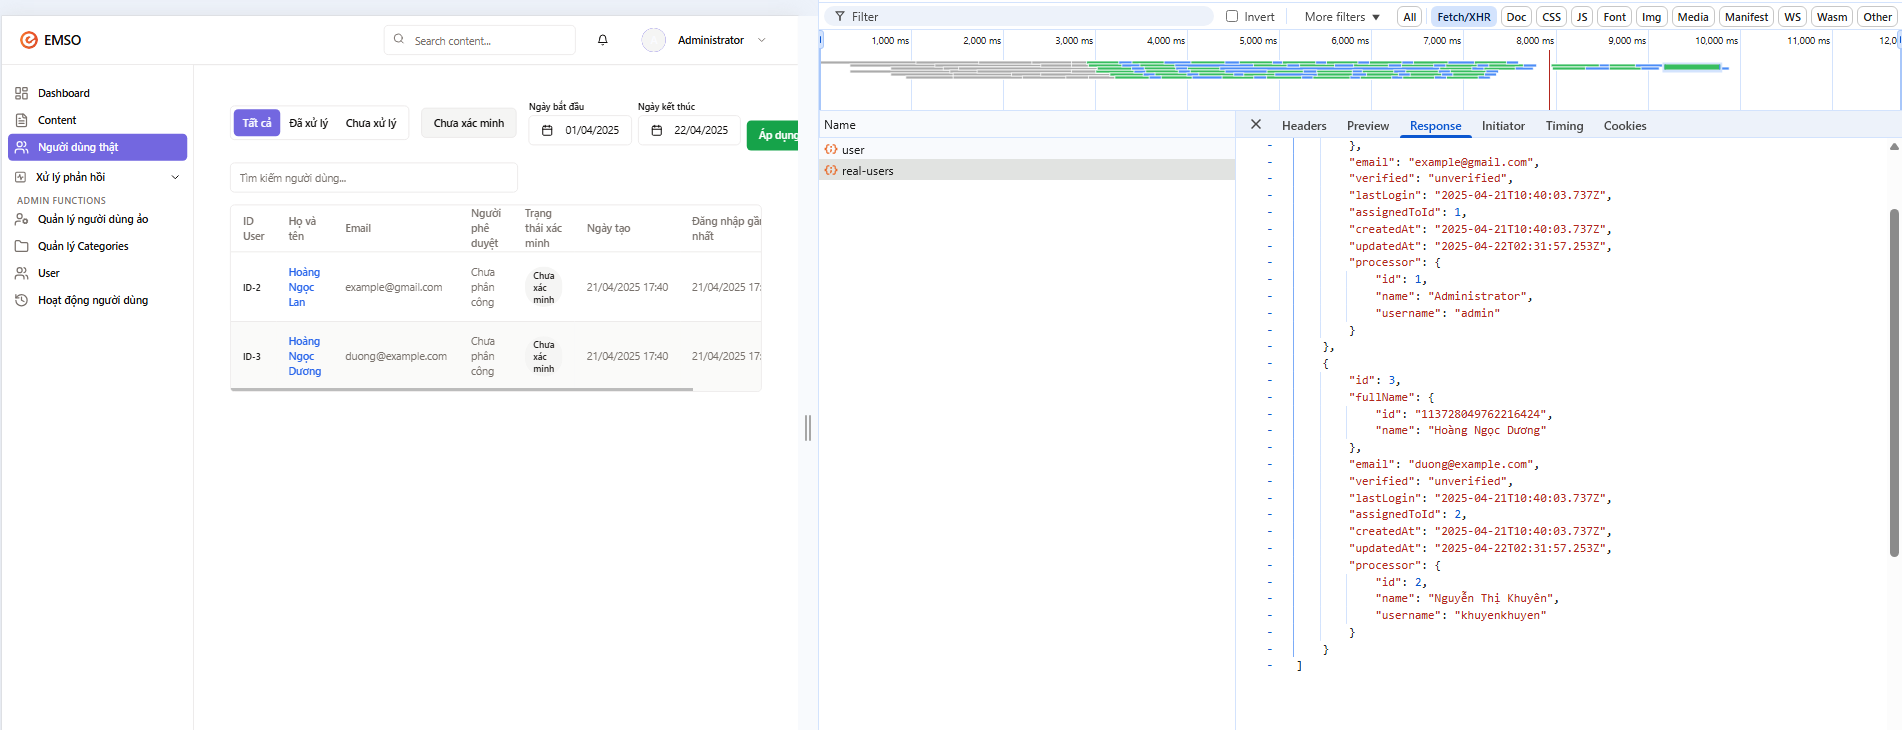 EMSO
Search content...
Administrator
Dashboard
Content
Người dùng thật
Xử lý phản hồi
ADMIN FUNCTIONS
Quản lý người dùng ảo
Quản lý Categories
User
Hoạt động người dùng
Tất cả
Đã xử lý
Chưa xử lý
Chưa xác minh
Ngày bắt đầu
01/04/2025
Ngày kết thúc
22/04/2025
Áp dụng
Tìm kiếm người dùng...
ID
User
Họ và
tên
Email
Người
phê
duyệt
Trạng
thái xác
minh
Ngày tạo
Đăng nhập gần
nhất
ID-2
Hoàng
Ngọc
Lan
example@gmail.com
Chưa
phân
công
Chưa
xác
minh
21/04/2025 17:40
21/04/2025 17:
ID-3
Hoàng
Ngọc
Dương
duong@example.com
Chưa
phân
công
Chưa
xác
minh
21/04/2025 17:40
21/04/2025 17:
Filter
Invert
More filters
All
Fetch/XHR
Doc
CSS
JS
Font
Img
Media
Manifest
WS
Wasm
Other
1,000 ms
2,000 ms
3,000 ms
4,000 ms
5,000 ms
6,000 ms
7,000 ms
8,000 ms
9,000 ms
10,000 ms
11,000 ms
12,0
Name
user
real-users
Headers
Preview
Response
Initiator
Timing
Cookies
- },
- "email": "example@gmail.com",
- "verified": "unverified",
- "lastLogin": "2025-04-21T10:40:03.737Z",
- "assignedToId": 1,
- "createdAt": "2025-04-21T10:40:03.737Z",
- "updatedAt": "2025-04-22T02:31:57.253Z",
- "processor": {
- "id": 1,
- "name": "Administrator",
- "username": "admin"
- }
- },
- {
- "id": 3,
- "fullName": {
- "id": "113728049762216424",
- "name": "Hoàng Ngọc Dương"
- },
- "email": "duong@example.com",
- "verified": "unverified",
- "lastLogin": "2025-04-21T10:40:03.737Z",
- "assignedToId": 2,
- "createdAt": "2025-04-21T10:40:03.737Z",
- "updatedAt": "2025-04-22T02:31:57.253Z",
- "processor": {
- "id": 2,
- "name": "Nguyễn Thị Khuyên",
- "username": "khuyenkhuyen"
- }
- }
- ]